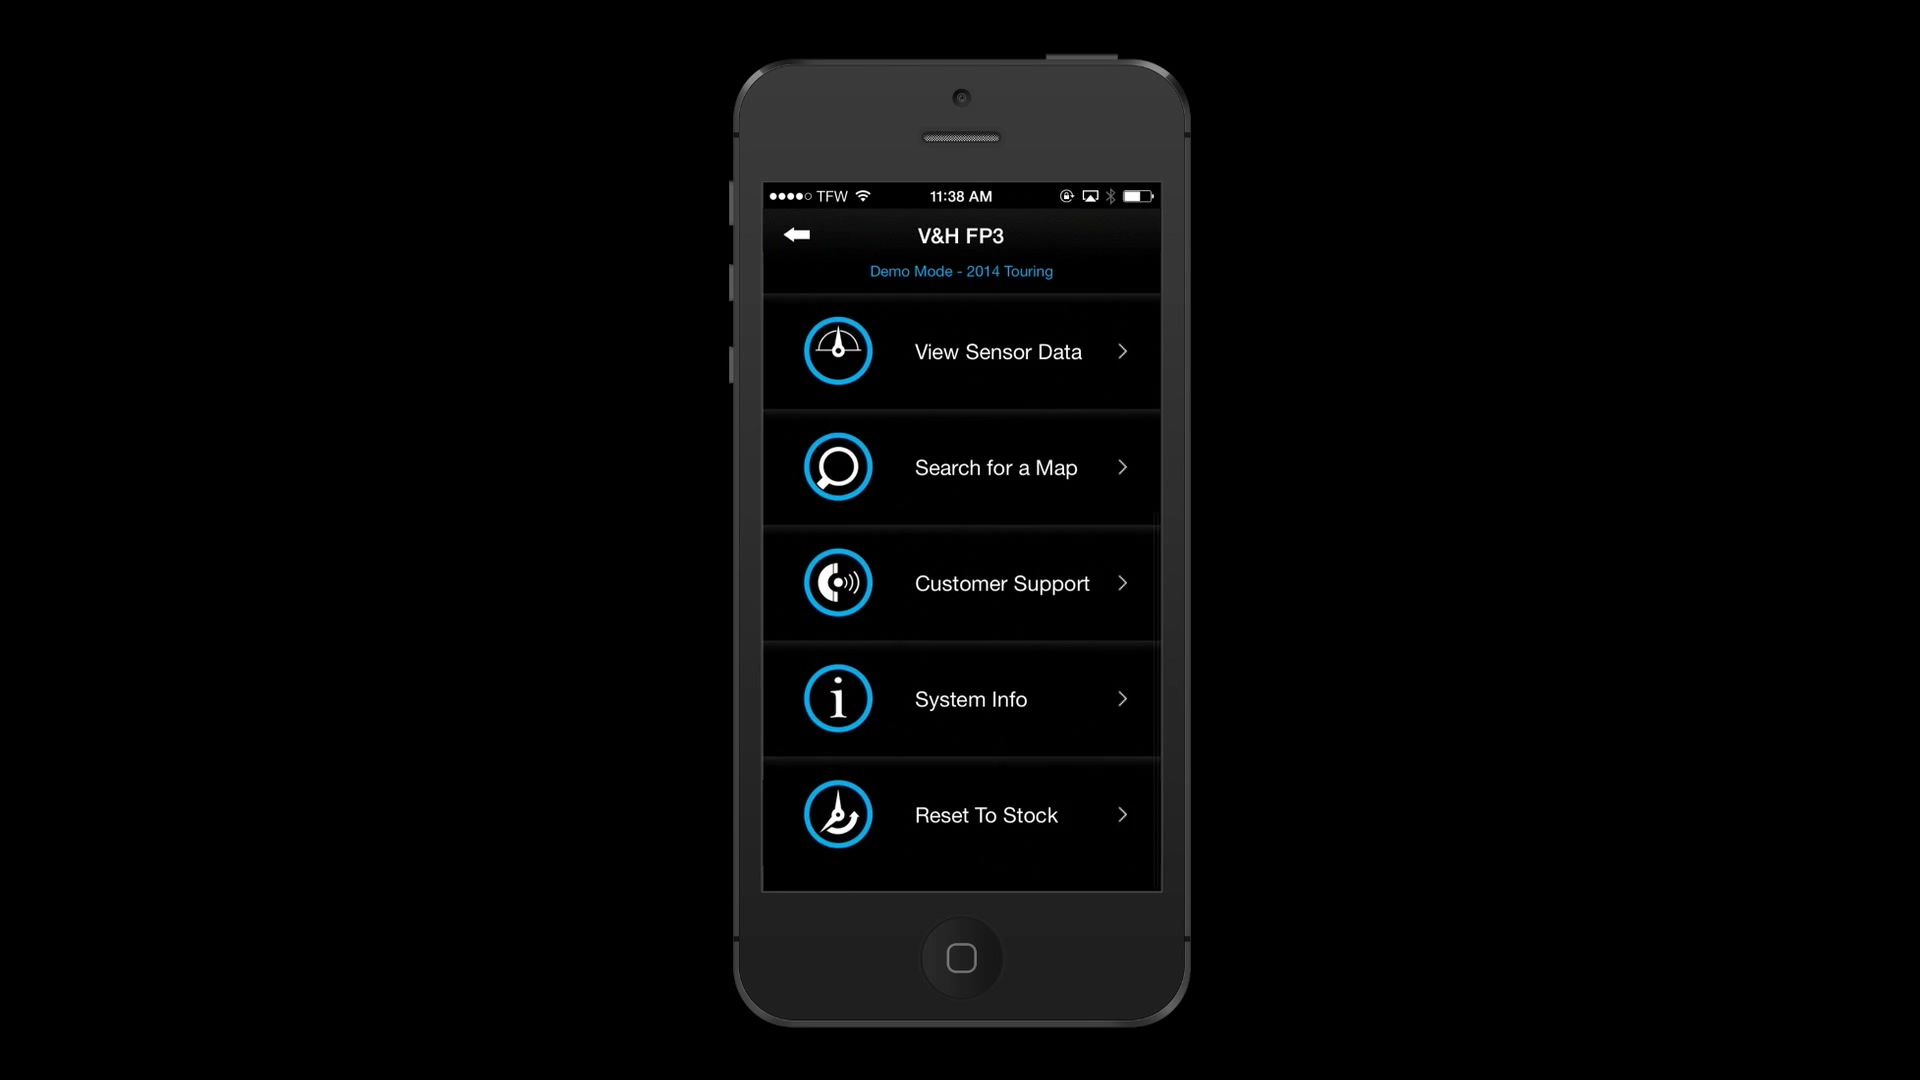 TFW 11:38 AM
V&H FP3
Demo Mode - 2014 Touring
View Sensor Data
Search for a Map
Customer Support
System Info
Reset To Stock